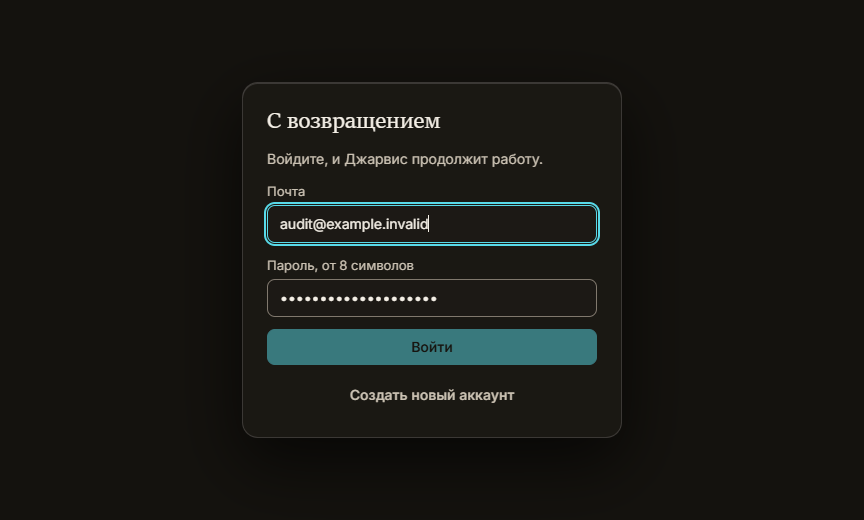 С возвращением
Войдите, и Джарвис продолжит работу.
Почта
audit@example.invalid
Пароль, от 8 символов
••••••••••••••••••••
Войти
Создать новый аккаунт